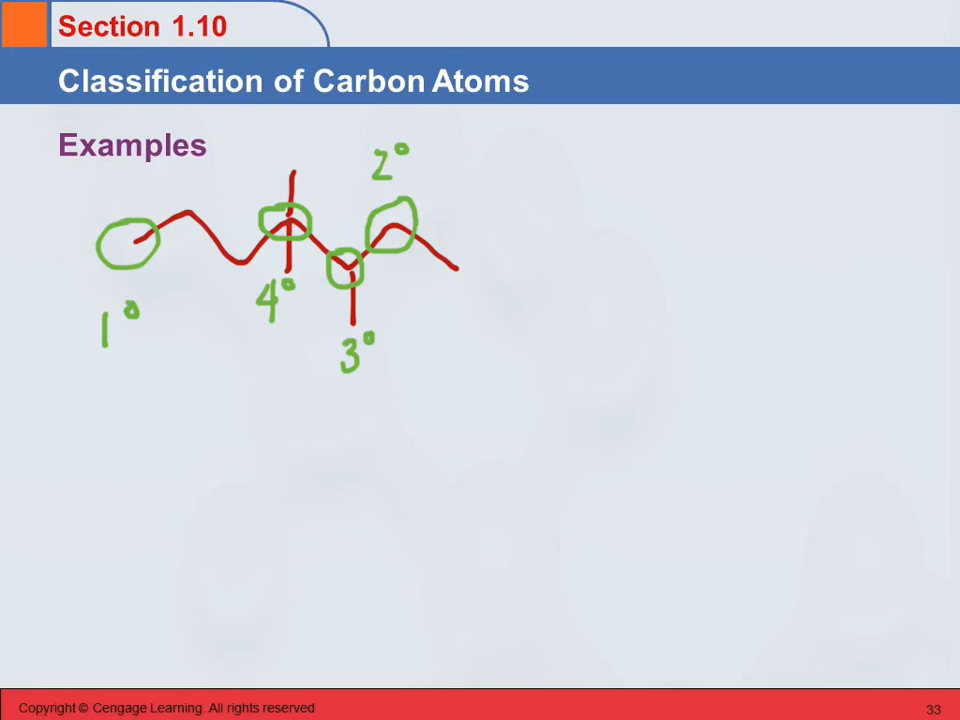 Section 1.10
Classification of Carbon Atoms
Examples
2°
4°
1°
3°
Copyright © Cengage Learning. All rights reserved
33